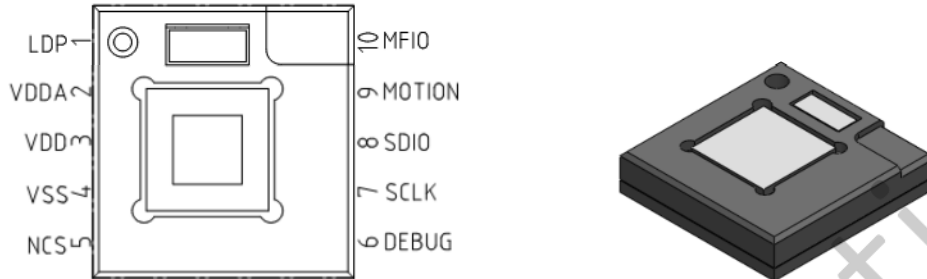 LDP 1
VDDA 2
VDD 3
VSS 4
NCS 5
10 MFIO
9 MOTION
8 SDIO
7 SCLK
6 DEBUG